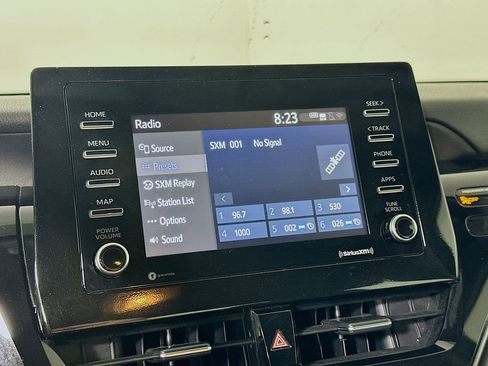 HOME
MENU
AUDIO
MAP
POWER
VOLUME
Radio
8:23
Source
Presets
SXM Replay
Station List
Options
Sound
SXM 001 No Signal
1 96.7 2 98.1 3 530
4 1000 5 002 6 026
SEEK >
< TRACK
PHONE
APPS
TUNE
SCROLL
((SiriusXM))